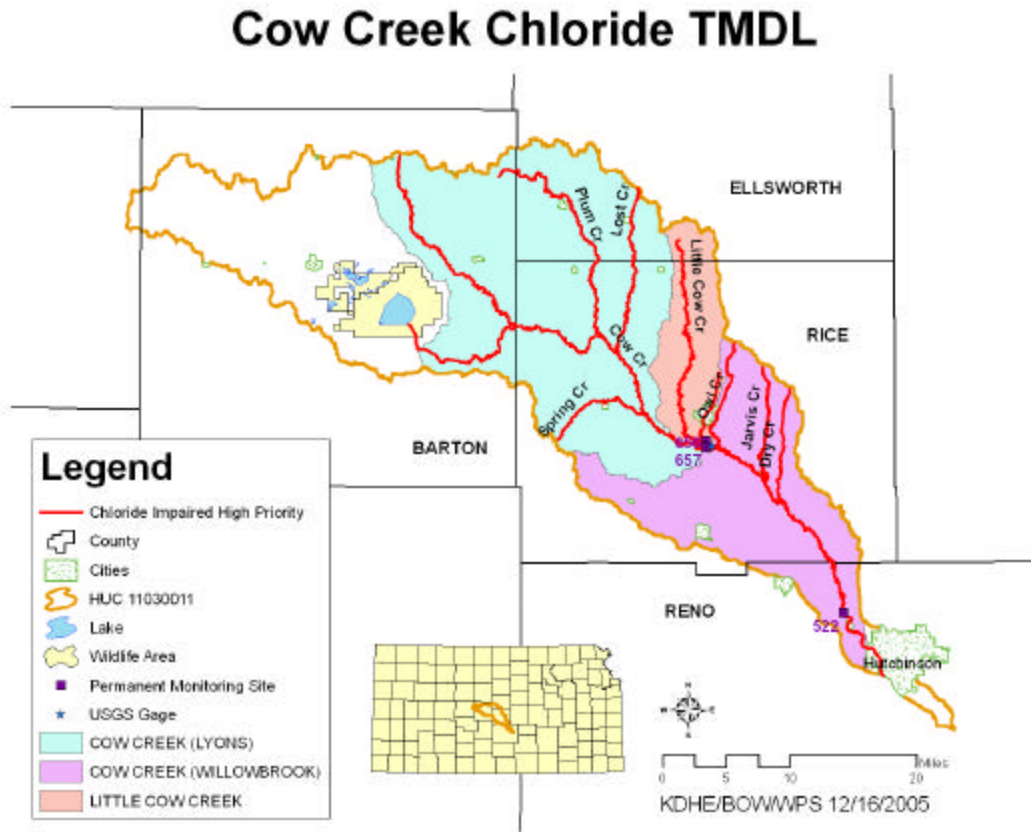 Cow Creek Chloride TMDL
ELLSWORTH
Plum Cr
Lost Cr
Little Cow Cr
RICE
Cow Cr
Spring Cr
Owl Cr
Jarvis Cr
Dry Cr
BARTON
657
Legend
Chloride Impaired High Priority
County
Cities
HUC 11030011
Lake
Wildlife Area
Permanent Monitoring Site
USGS Gage
COW CREEK (LYONS)
COW CREEK (WILLOWBROOK)
LITTLE COW CREEK
RENO
522
Hutchinson
N
W
E
S
Miles
0 5 10 20
KDHE/BOW/WPS 12/16/2005